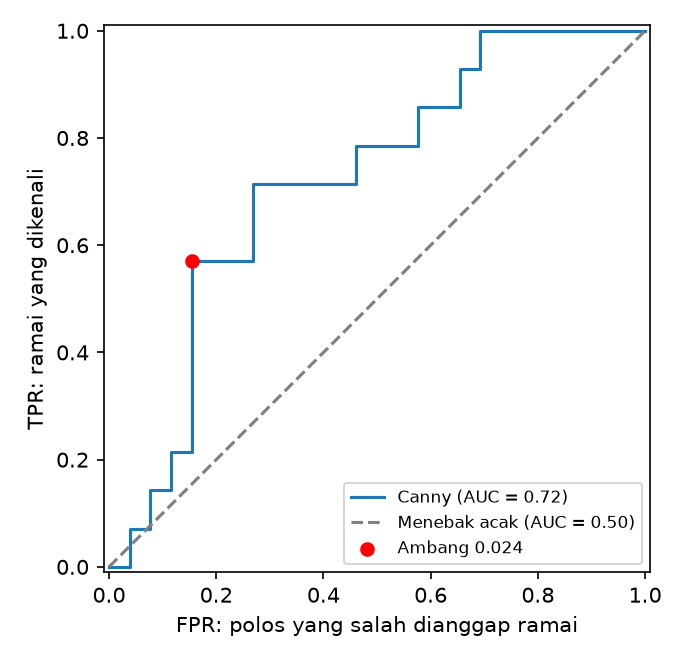 1.0
0.8
0.6
0.4
0.2
0.0
TPR: ramai yang dikenali
Canny (AUC = 0.72)
Menebak acak (AUC = 0.50)
Ambang 0.024
0.0 0.2 0.4 0.6 0.8 1.0
FPR: polos yang salah dianggap ramai